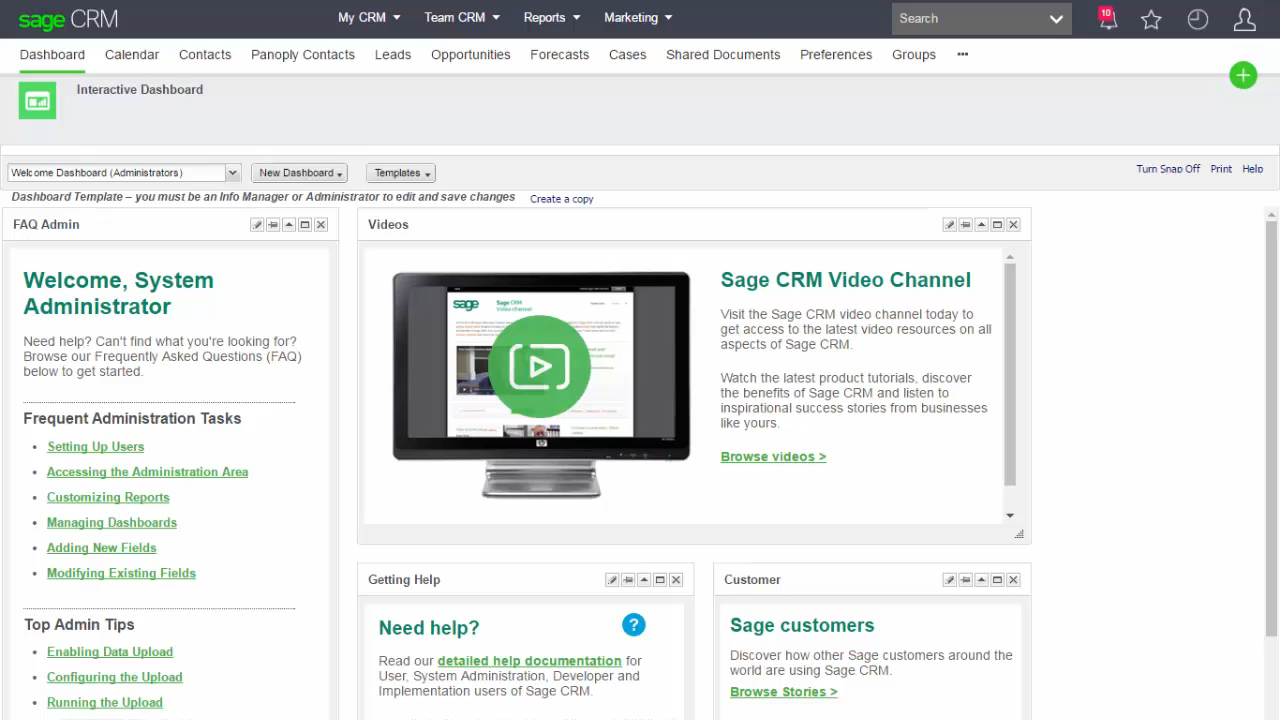 sage CRM
My CRM
Team CRM
Reports
Marketing
Search
10
Dashboard
Calendar
Contacts
Panoply Contacts
Leads
Opportunities
Forecasts
Cases
Shared Documents
Preferences
Groups
Interactive Dashboard
Welcome Dashboard (Administrators)
New Dashboard
Templates
Turn Snap Off
Print
Help
Dashboard Template – you must be an Info Manager or Administrator to edit and save changes
Create a copy
FAQ Admin
Welcome, System
Administrator
Need help? Can't find what you're looking for?
Browse our Frequently Asked Questions (FAQ)
below to get started.
Frequent Administration Tasks
Setting Up Users
Accessing the Administration Area
Customizing Reports
Managing Dashboards
Adding New Fields
Modifying Existing Fields
Top Admin Tips
Enabling Data Upload
Configuring the Upload
Running the Upload
Videos
sage
Sage CRM
Video channel
Sage CRM Video Channel
Visit the Sage CRM video channel today to
get access to the latest video resources on all
aspects of Sage CRM.
Watch the latest product tutorials, discover
the benefits of Sage CRM and listen to
inspirational success stories from businesses
like yours.
Browse videos >
Getting Help
Need help?
?
Read our detailed help documentation for
User, System Administration, Developer and
Implementation users of Sage CRM.
Customer
Sage customers
Discover how other Sage customers around the
world are using Sage CRM.
Browse Stories >